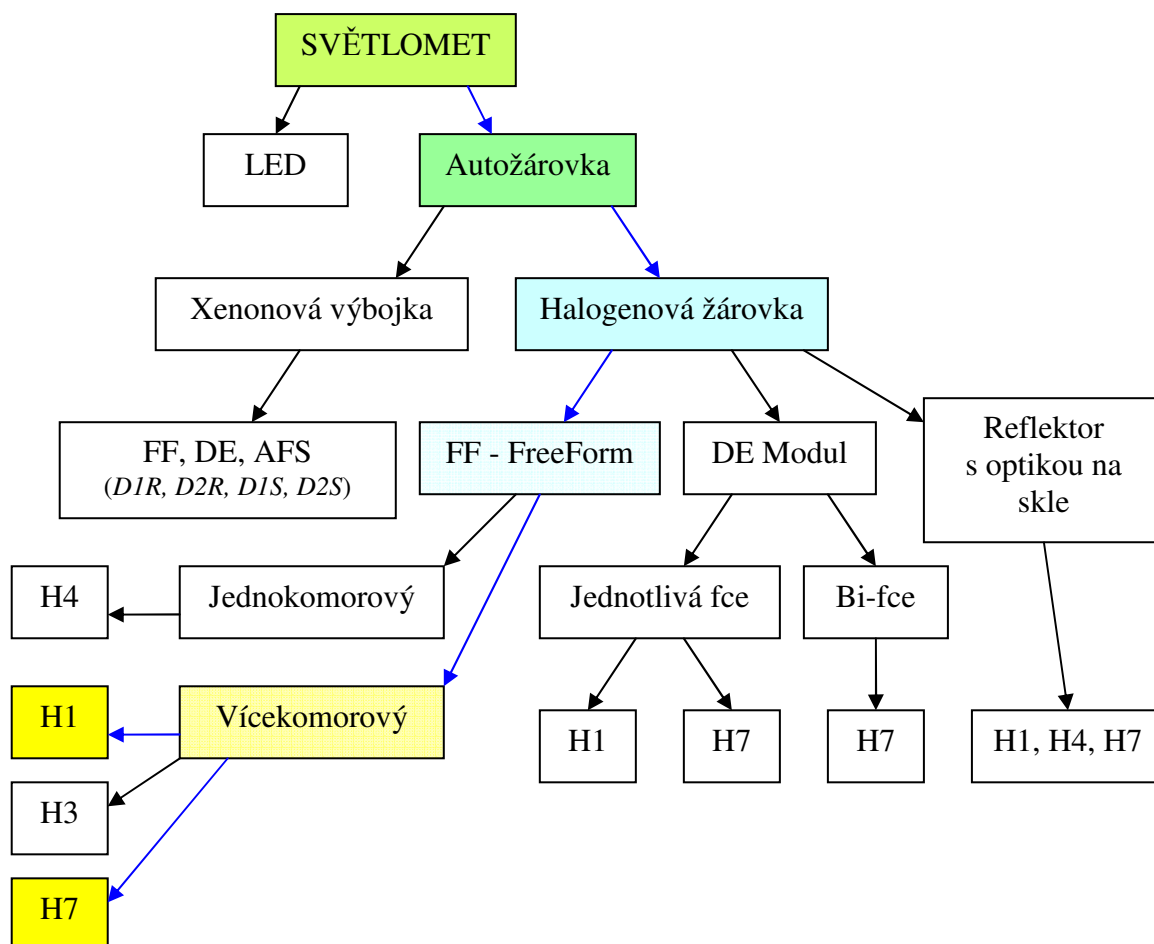 SVĚTLOMET
LED
Autožárovka
Xenonová výbojka
Halogenová žárovka
FF, DE, AFS
(D1R, D2R, D1S, D2S)
FF - FreeForm
DE Modul
Reflektor
s optikou na
skle
H4
Jednokomorový
Jednotlivá fce
Bi-fce
H1
Vícekomorový
H1
H7
H7
H1, H4, H7
H3
H7